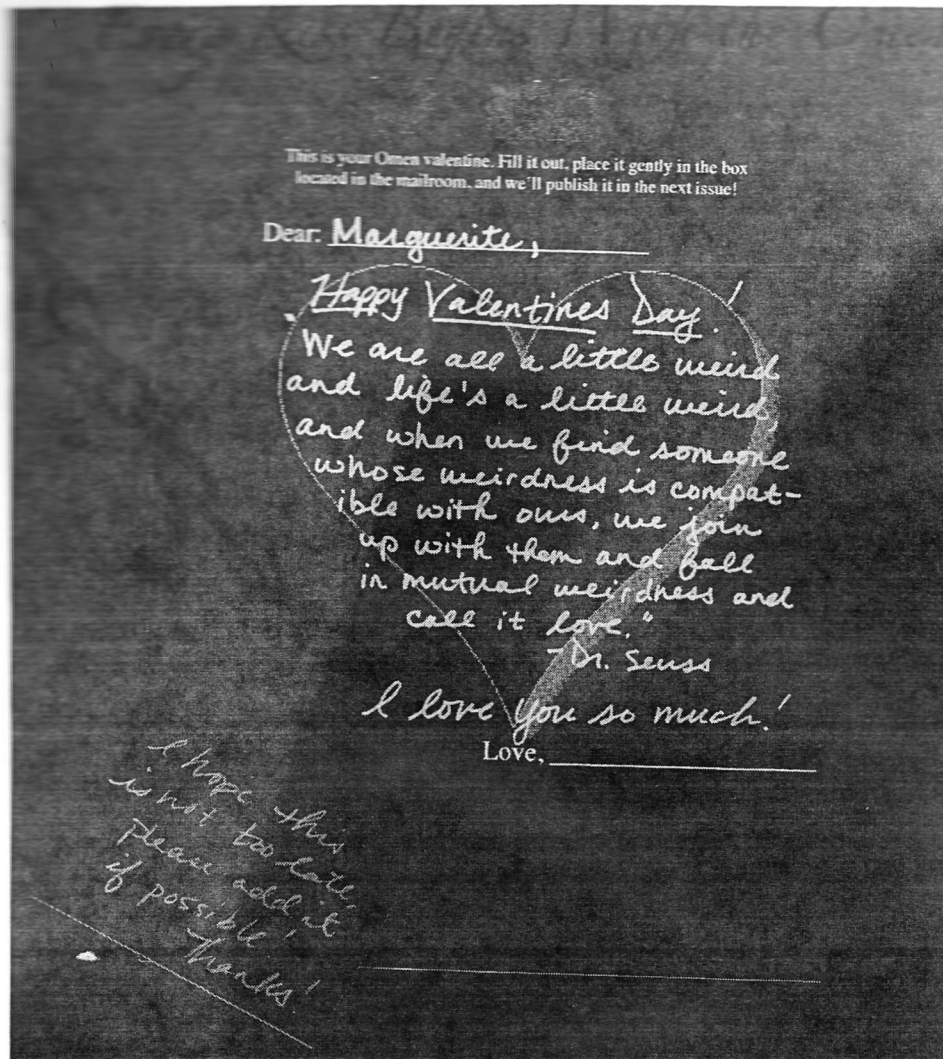 This is your Omen valentine. Fill it out, place it gently in the box
located in the mailroom, and we'll publish it in the next issue!
Dear: Marguerite,
Happy Valentines Day!
We are all a little weird
and life's a little weird,
and when we find someone
whose weirdness is compat-
ible with ours, we join
up with them and fall
in mutual weirdness and
call it love."
-Dr. Seuss
I love you so much!
Love,
I hope this
is not too late,
please add it
if possible!
Thanks!